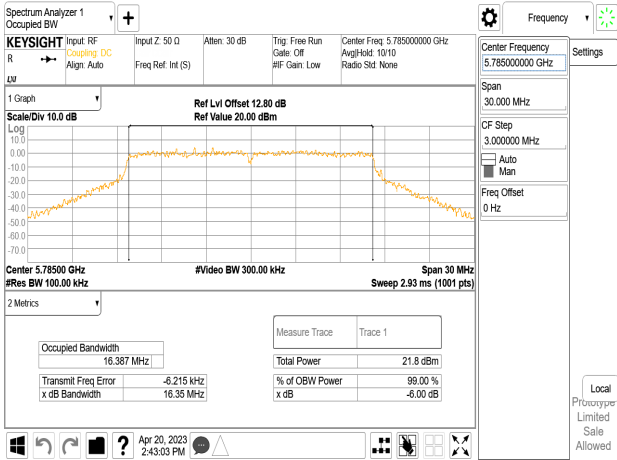 Spectrum Analyzer 1
Occupied BW
Frequency
KEYSIGHT
R
Input: RF
Coupling: DC
Align: Auto
Input Z: 50 Ω
Freq Ref: Int (S)
Atten: 30 dB
Trig: Free Run
Gate: Off
#IF Gain: Low
Center Freq: 5.785000000 GHz
Avg|Hold: 10/10
Radio Std: None
Center Frequency
5.785000000 GHz
Settings
Span
30.000 MHz
CF Step
3.000000 MHz
Auto
Man
Freq Offset
0 Hz
1 Graph
Ref Lvl Offset 12.80 dB
Scale/Div 10.0 dB
Ref Value 20.00 dBm
Log
10.0
0.00
-10.0
-20.0
-30.0
-40.0
-50.0
-60.0
-70.0
Center 5.78500 GHz
#Video BW 300.00 kHz
Span 30 MHz
#Res BW 100.00 kHz
Sweep 2.93 ms (1001 pts)
2 Metrics
Measure Trace
Trace 1
Occupied Bandwidth
16.387 MHz
Total Power
21.8 dBm
Transmit Freq Error
-6.215 kHz
% of OBW Power
99.00 %
x dB Bandwidth
16.35 MHz
x dB
-6.00 dB
Local
Prototype
Limited
Sale
Allowed
?
Apr 20, 2023
2:43:03 PM